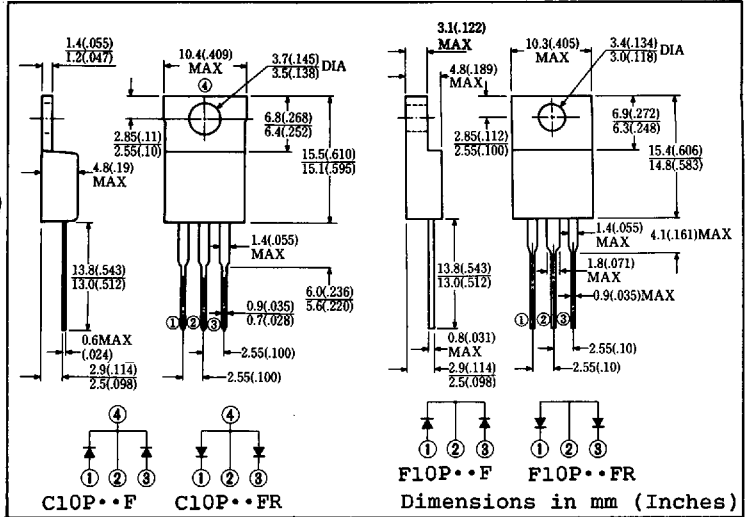 1.4(.055)
1.2(.047)
10.4(.409)
MAX
④
3.7(.145)
3.5(.138)
DIA
2.85(.11)
2.55(.10)
6.8(.268)
6.4(.252)
15.5(.610)
15.1(.595)
4.8(.19)
MAX
1.4(.055)
MAX
13.8(.543)
13.0(.512)
6.0(.236)
5.6(.220)
0.9(.035)
0.7(.028)
① ② ③
0.6MAX
(.024)
2.9(.114)
2.5(.098)
2.55(.100)
2.55(.100)
④
① ② ③
C10P··F
④
① ② ③
C10P··FR
3.1(.122)
MAX
4.8(.189)
MAX
10.3(.405)
MAX
3.4(.134)
3.0(.118)
DIA
2.85(.112)
2.55(.100)
6.9(.272)
6.3(.248)
15.4(.606)
14.8(.583)
1.4(.055)
MAX
4.1(.161)MAX
13.8(.543)
13.0(.512)
1.8(.071)
MAX
0.9(.035)MAX
① ② ③
0.8(.031)
MAX
2.9(.114)
2.5(.098)
2.55(.10)
2.55(.10)
① ② ③
F10P··F
① ② ③
F10P··FR
Dimensions in mm (Inches)